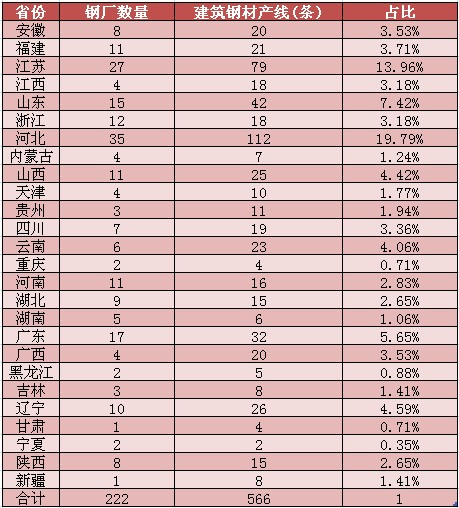 省份 钢厂数量 建筑钢材产线(条) 占比
安徽 8 20 3.53%
福建 11 21 3.71%
江苏 27 79 13.96%
江西 4 18 3.18%
山东 15 42 7.42%
浙江 12 18 3.18%
河北 35 112 19.79%
内蒙古 4 7 1.24%
山西 11 25 4.42%
天津 4 10 1.77%
贵州 3 11 1.94%
四川 7 19 3.36%
云南 6 23 4.06%
重庆 2 4 0.71%
河南 11 16 2.83%
湖北 9 15 2.65%
湖南 5 6 1.06%
广东 17 32 5.65%
广西 4 20 3.53%
黑龙江 2 5 0.88%
吉林 3 8 1.41%
辽宁 10 26 4.59%
甘肃 1 4 0.71%
宁夏 2 2 0.35%
陕西 8 15 2.65%
新疆 1 8 1.41%
合计 222 566 1